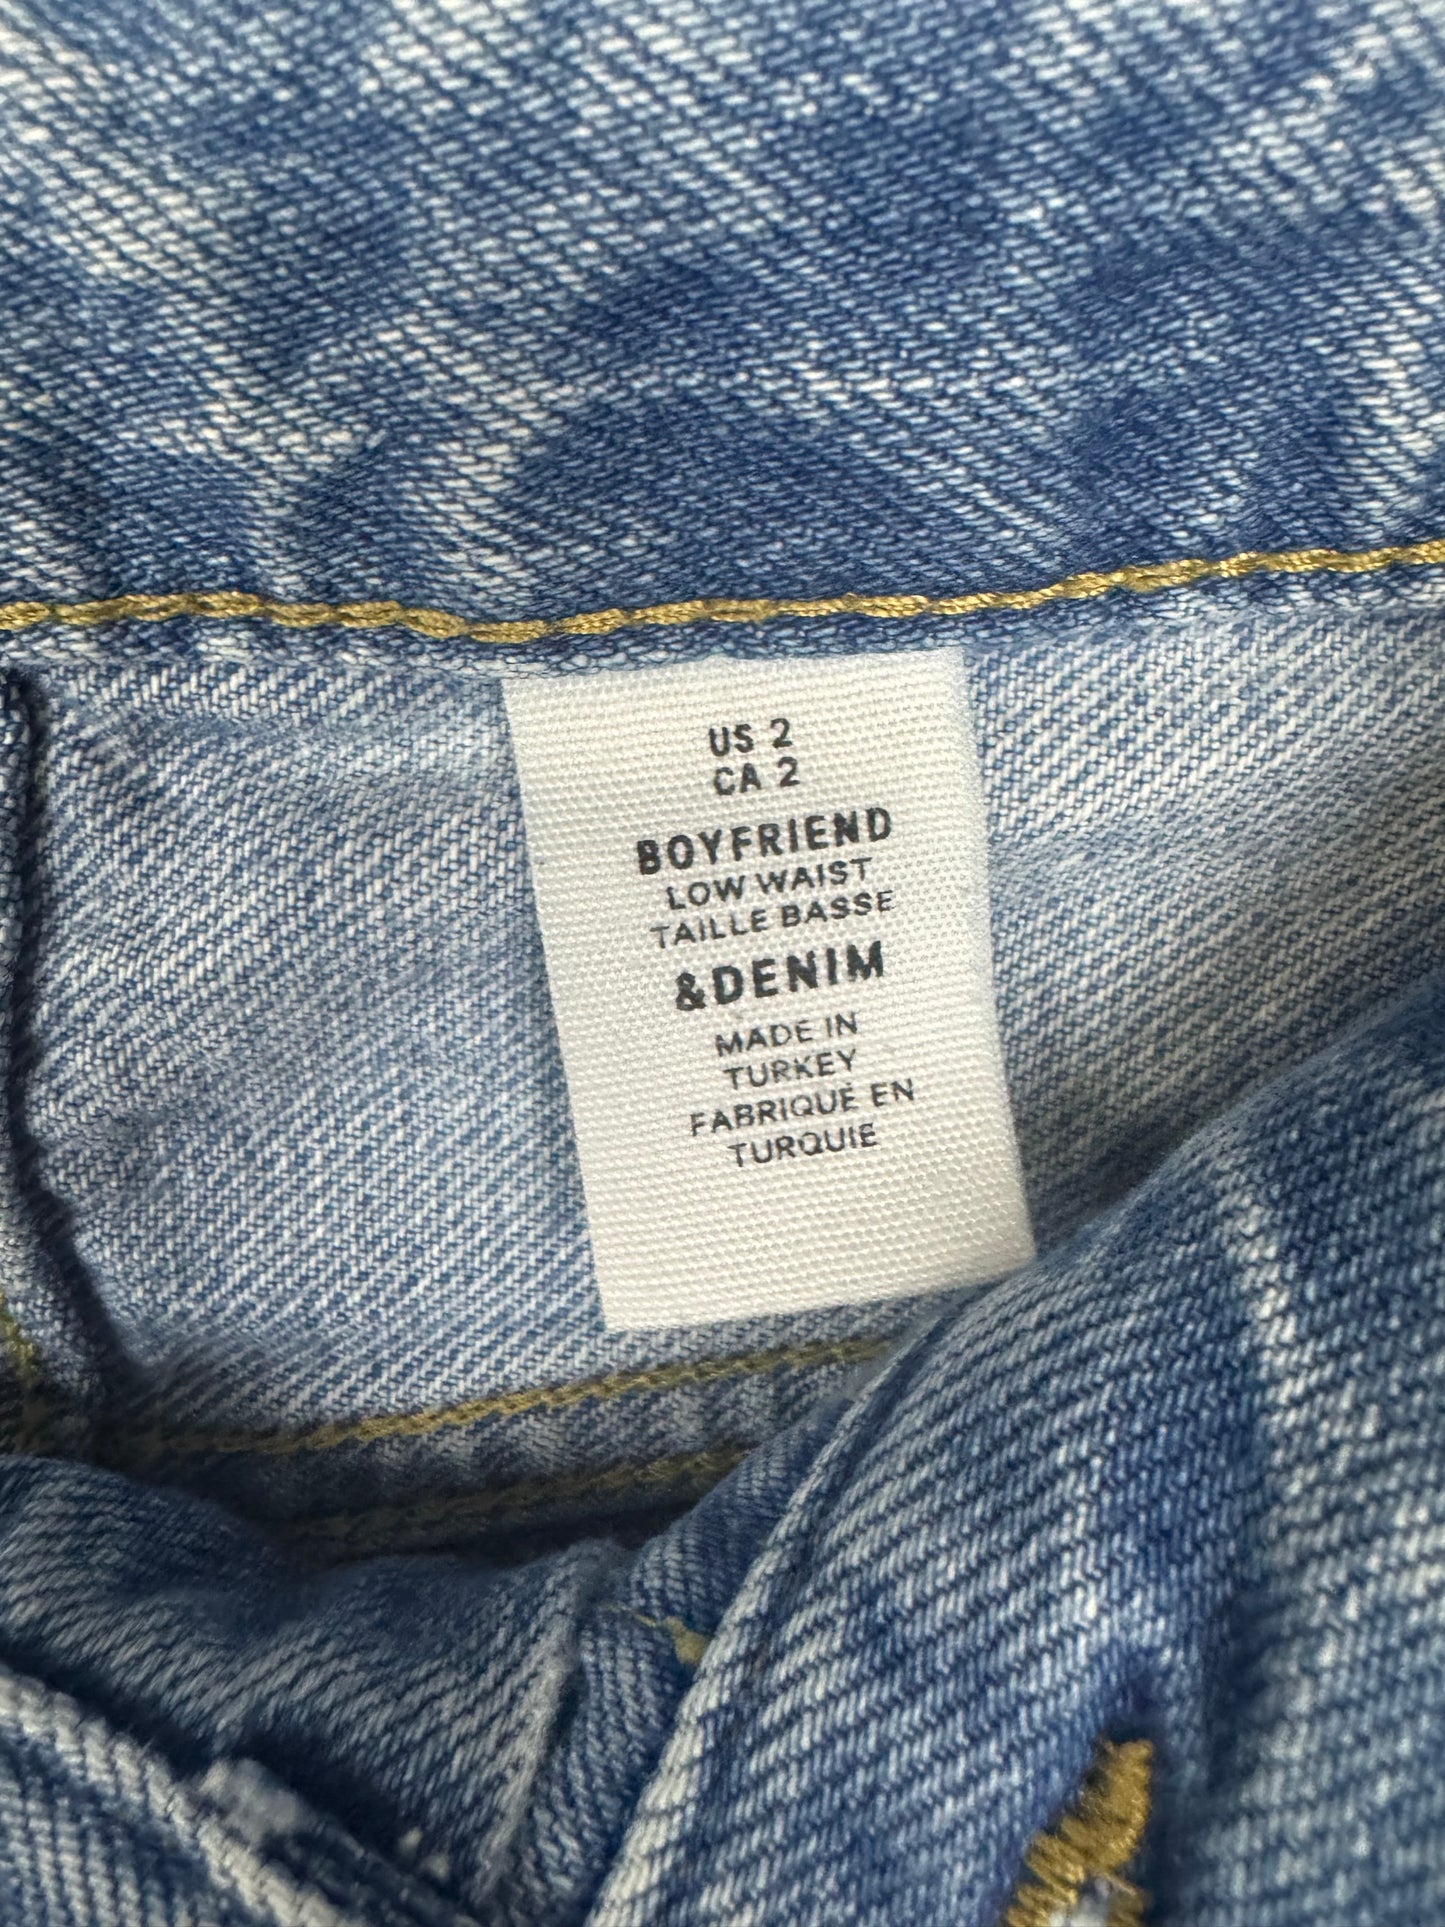 US 2
CA 2
BOYFRIEND
LOW WAIST
TAILLE BASSE
&DENIM
MADE IN
TURKEY
FABRIQUÉ EN
TURQUIE